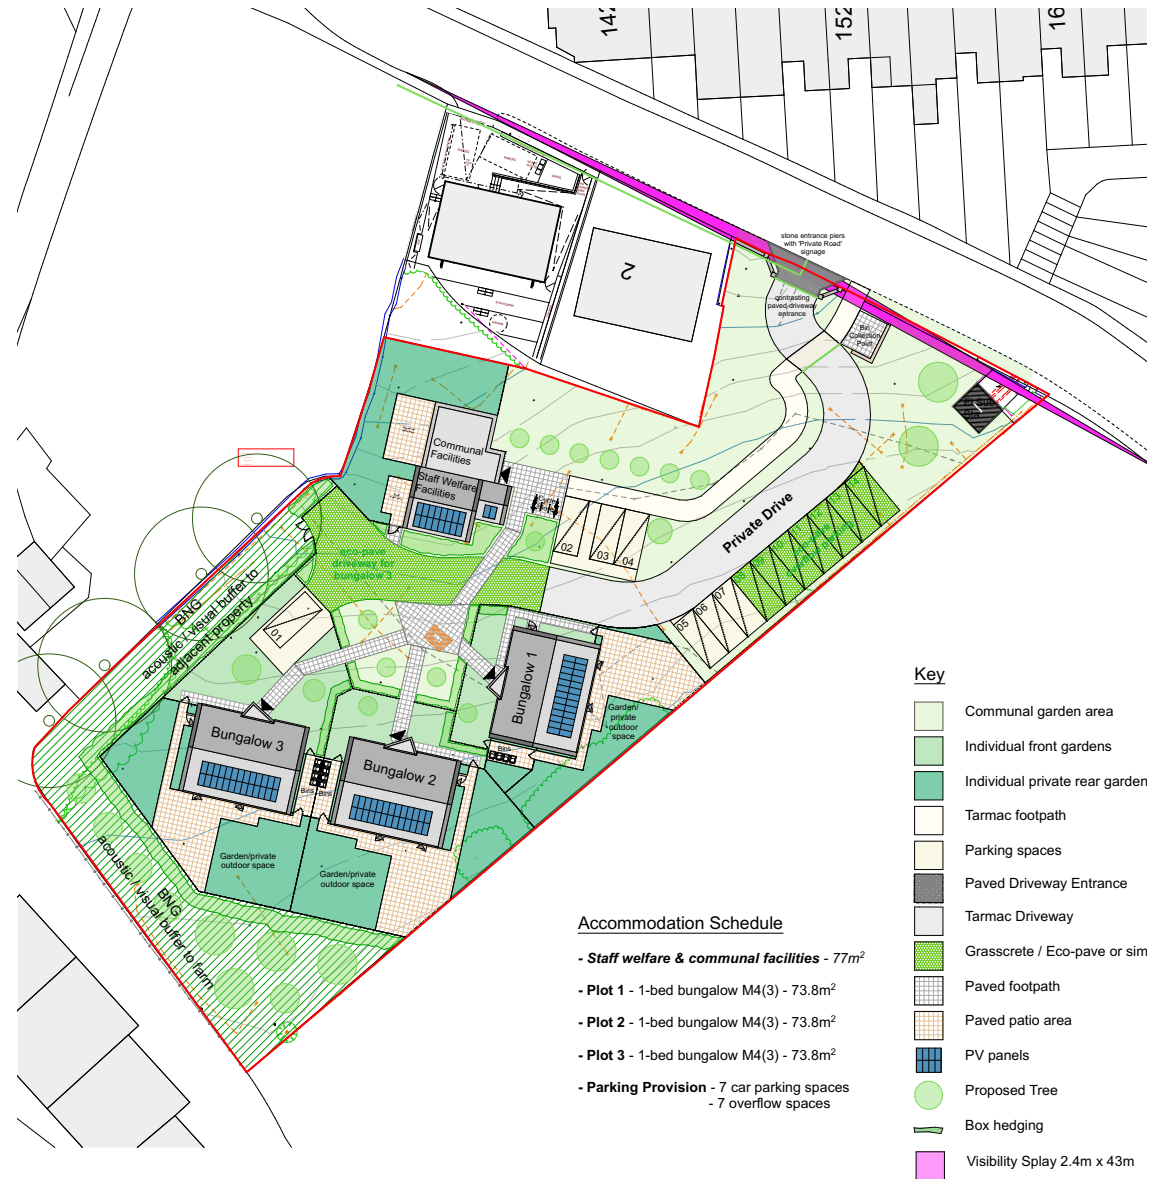 142
152
16
stone entrance piers
with 'Private Road'
signage
2
contrasting
paved driveway
entrance
Bin
Collection
Point
Communal
Facilities
Staff Welfare
Facilities
Private Drive
02
03
04
05
06
07
eco-pave
driveway for
bungalow 3
01
BNG
acoustic / visual buffer to
adjacent property
Bungalow 1
Garden/
private
outdoor
space
Bins
Bungalow 3
Bungalow 2
Bins
Bins
Garden/private
outdoor space
Garden/private
outdoor space
BNG
acoustic / visual buffer to farm
Key
Communal garden area
Individual front gardens
Individual private rear garden
Tarmac footpath
Parking spaces
Paved Driveway Entrance
Tarmac Driveway
Grasscrete / Eco-pave or sim
Paved footpath
Paved patio area
PV panels
Proposed Tree
Box hedging
Visibility Splay 2.4m x 43m
Accommodation Schedule
- Staff welfare & communal facilities - 77m²
- Plot 1 - 1-bed bungalow M4(3) - 73.8m²
- Plot 2 - 1-bed bungalow M4(3) - 73.8m²
- Plot 3 - 1-bed bungalow M4(3) - 73.8m²
- Parking Provision - 7 car parking spaces
- 7 overflow spaces